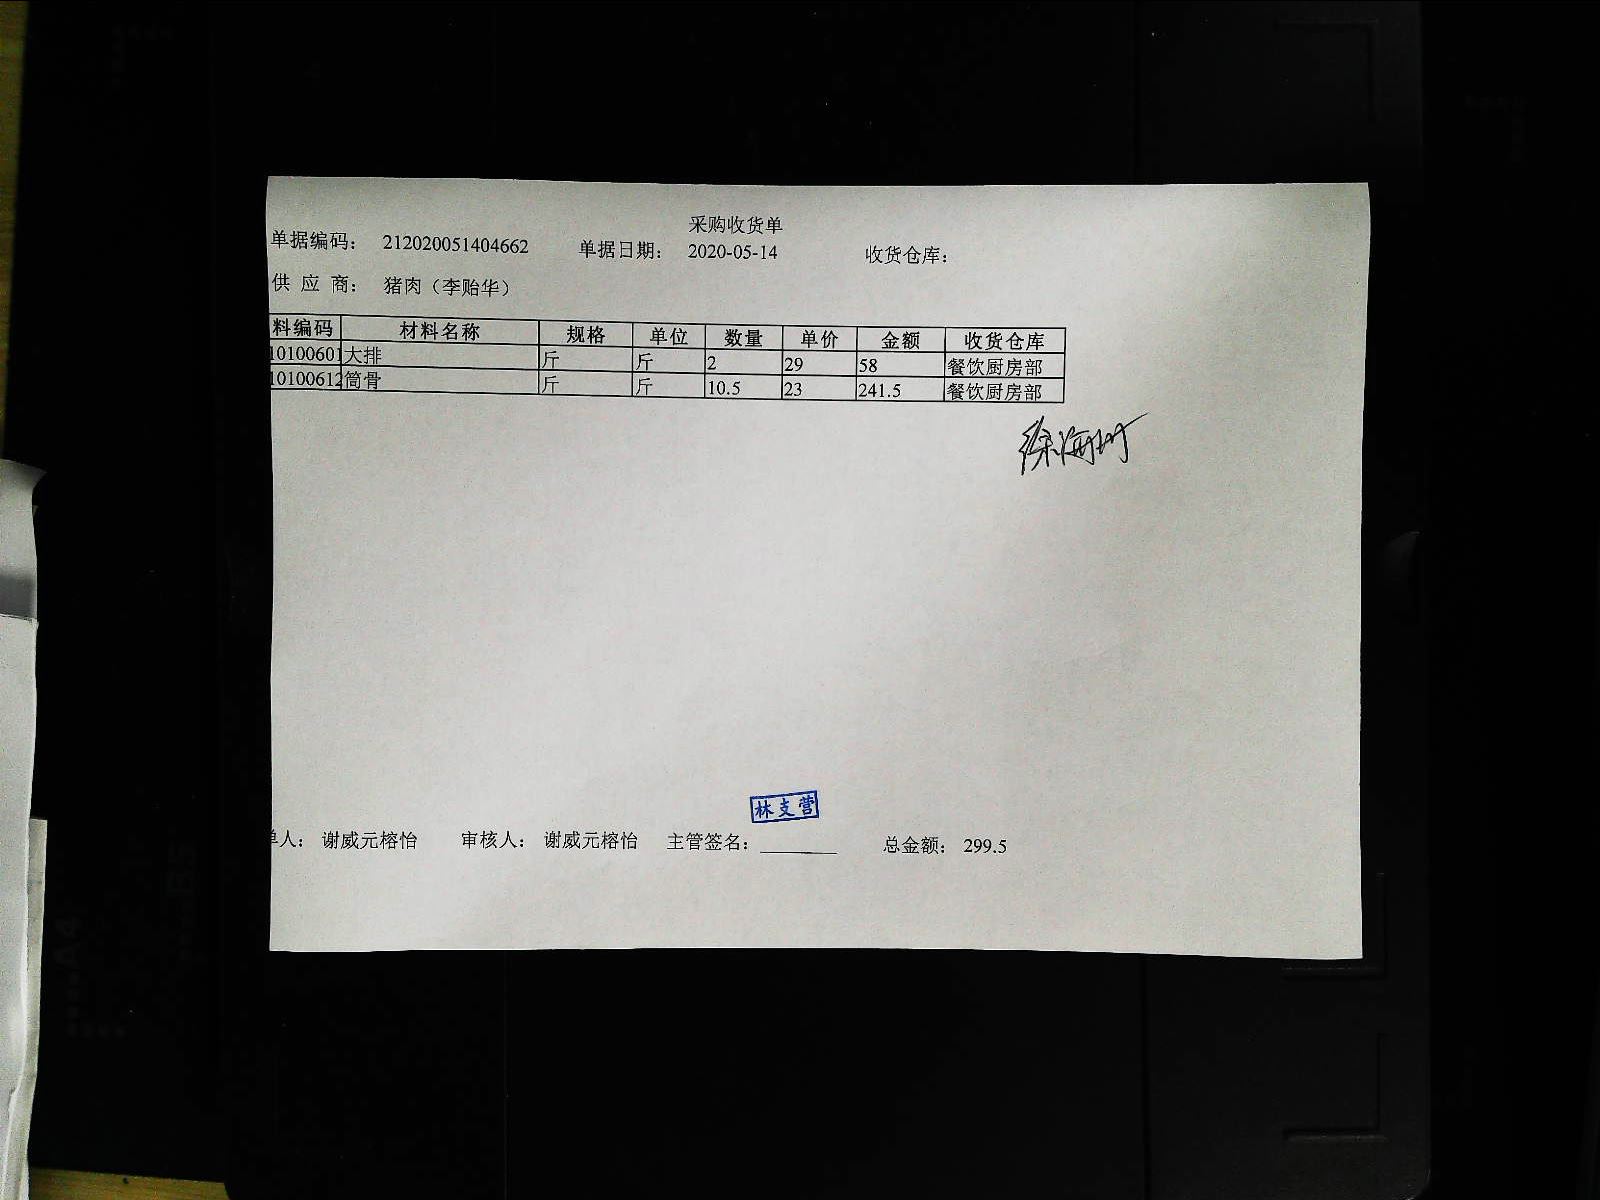 采购收货单
单据编码： 212020051404662 单据日期： 2020-05-14 收货仓库：
供 应 商： 猪肉（李贻华）
料编码 材料名称 规格 单位 数量 单价 金额 收货仓库
10100601 大排 斤 斤 2 29 58 餐饮厨房部
10100612 筒骨 斤 斤 10.5 23 241.5 餐饮厨房部
林支营
单人： 谢威元榕怡 审核人： 谢威元榕怡 主管签名： 总金额： 299.5